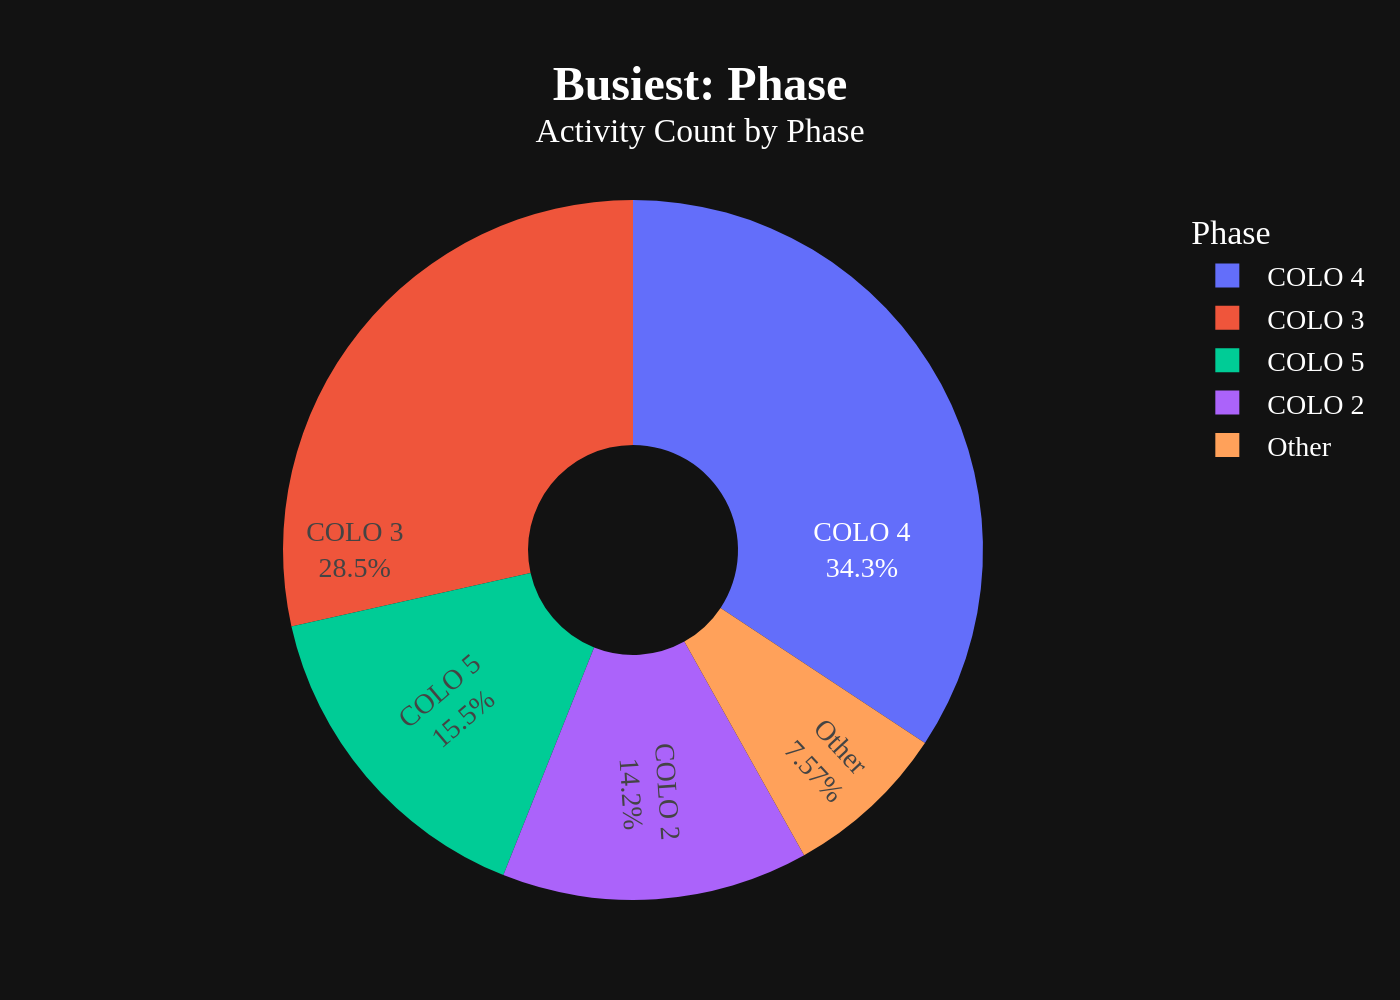 Busiest: Phase
Activity Count by Phase
Phase
COLO 4
COLO 3
COLO 5
COLO 2
Other
COLO 3
28.5%
COLO 4
34.3%
COLO 5
15.5%
COLO 2
14.2%
Other
7.57%